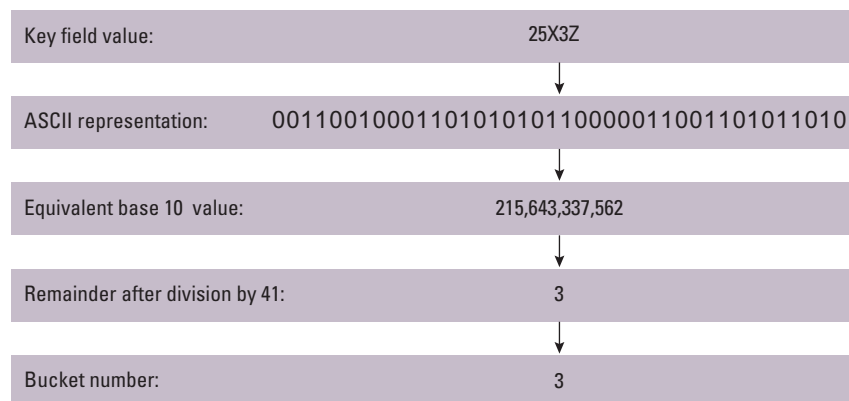 Key field value: 25X3Z
ASCII representation: 0011001000110101010110000011001101011010
Equivalent base 10 value: 215,643,337,562
Remainder after division by 41: 3
Bucket number: 3